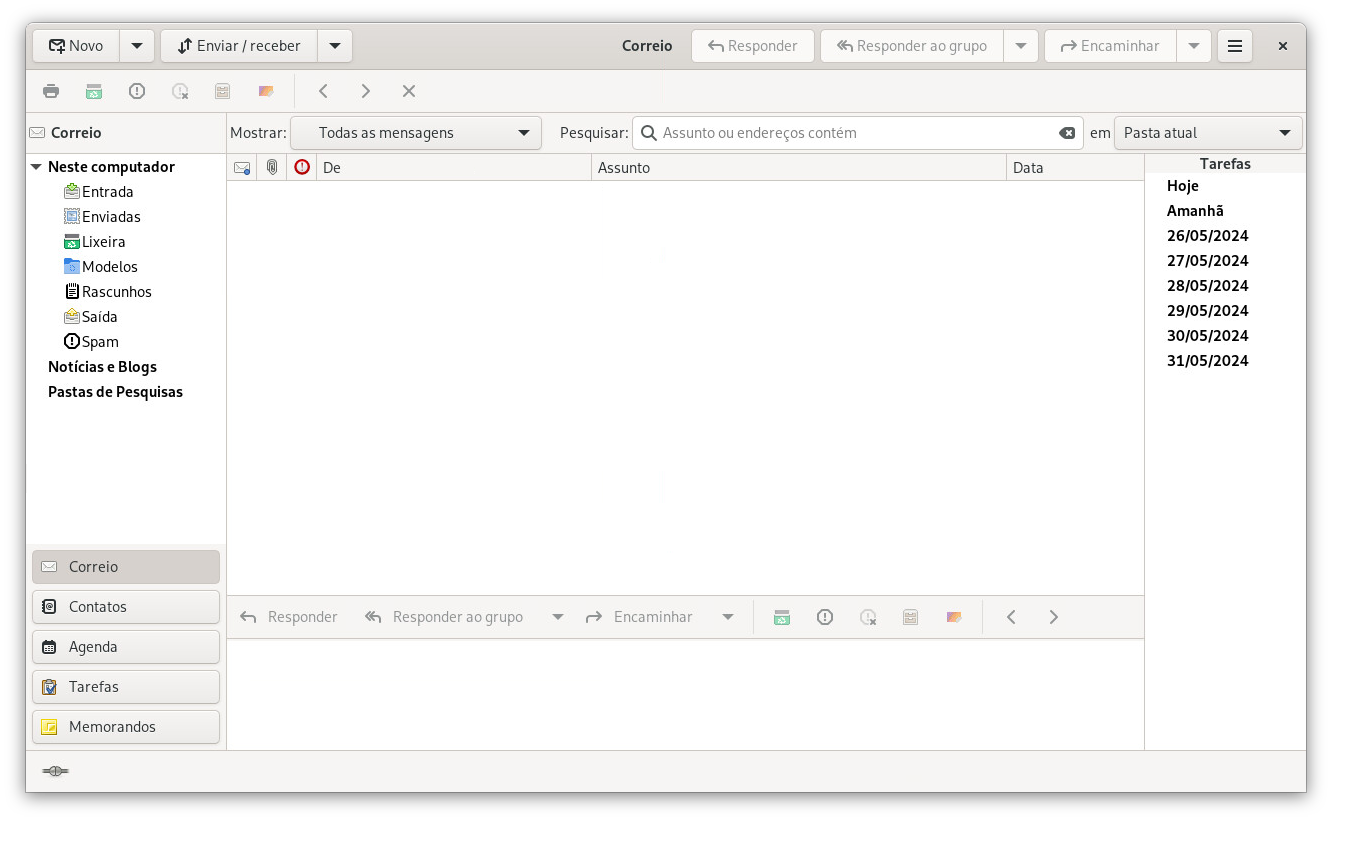 Novo
Enviar / receber
Correio
Responder
Responder ao grupo
Encaminhar
Correio
Mostrar:
Todas as mensagens
Pesquisar:
Assunto ou endereços contém
em
Pasta atual
De
Assunto
Data
Tarefas
Neste computador
Entrada
Enviadas
Lixeira
Modelos
Rascunhos
Saída
Spam
Notícias e Blogs
Pastas de Pesquisas
Hoje
Amanhã
26/05/2024
27/05/2024
28/05/2024
29/05/2024
30/05/2024
31/05/2024
Correio
Contatos
Agenda
Tarefas
Memorandos
Responder
Responder ao grupo
Encaminhar